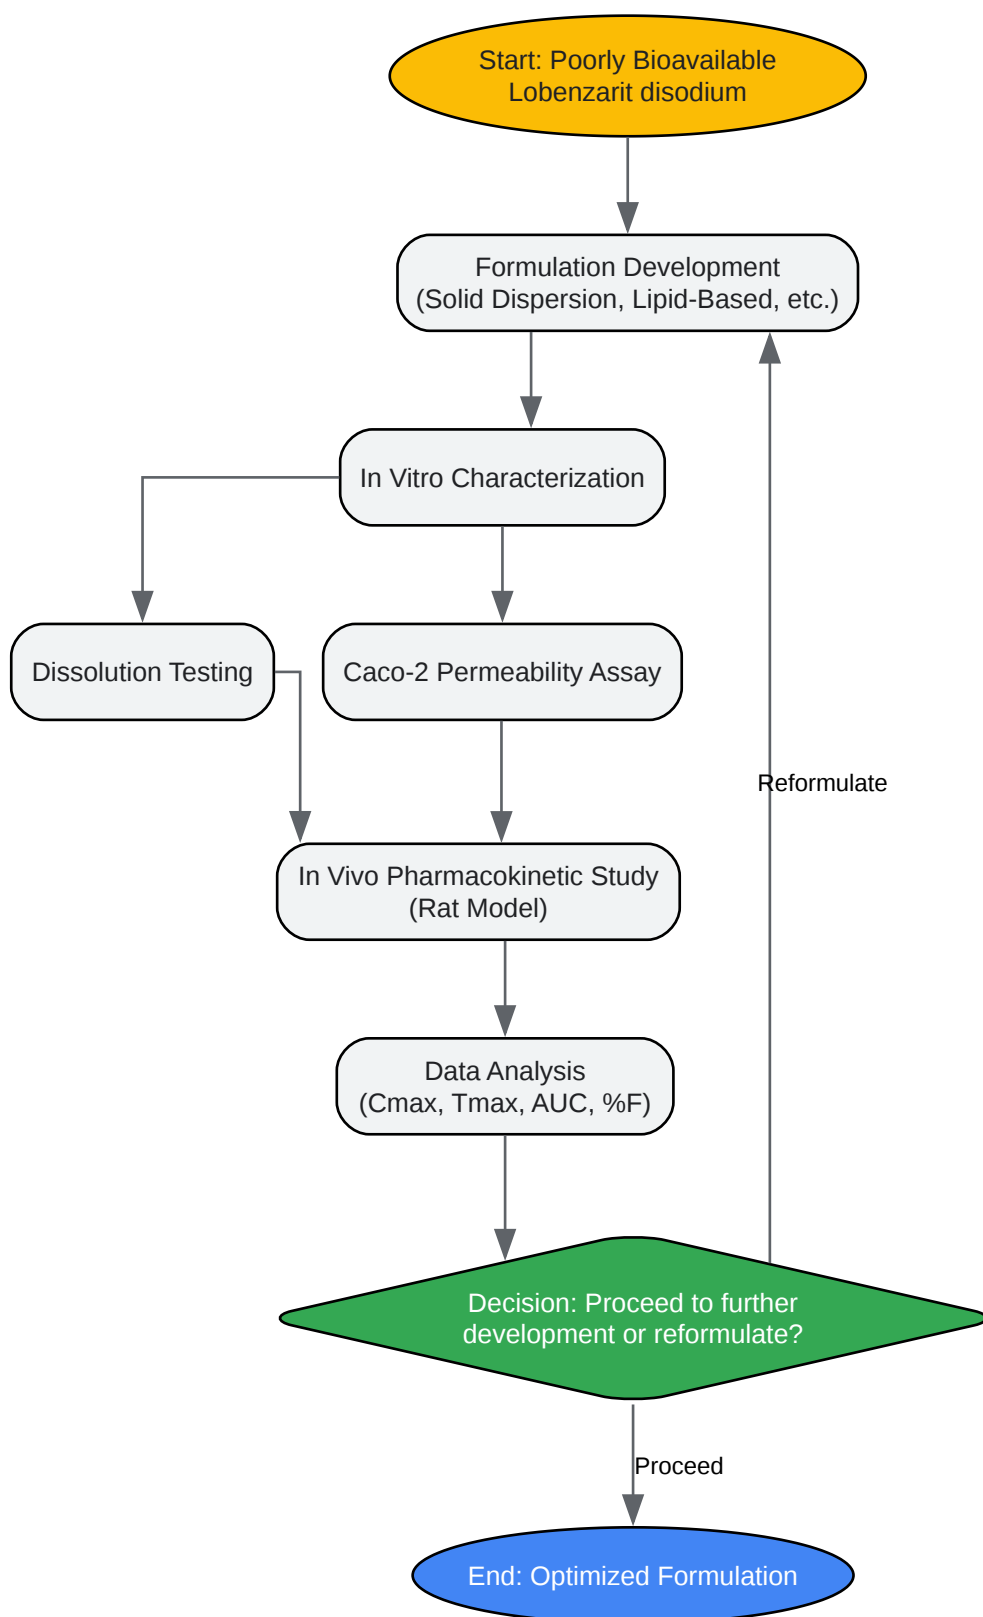 Start: Poorly Bioavailable
Lobenzarit disodium
Formulation Development
(Solid Dispersion, Lipid-Based, etc.)
In Vitro Characterization
Dissolution Testing
Caco-2 Permeability Assay
Reformulate
In Vivo Pharmacokinetic Study
(Rat Model)
Data Analysis
(Cmax, Tmax, AUC, %F)
Decision: Proceed to further
development or reformulate?
Proceed
End: Optimized Formulation